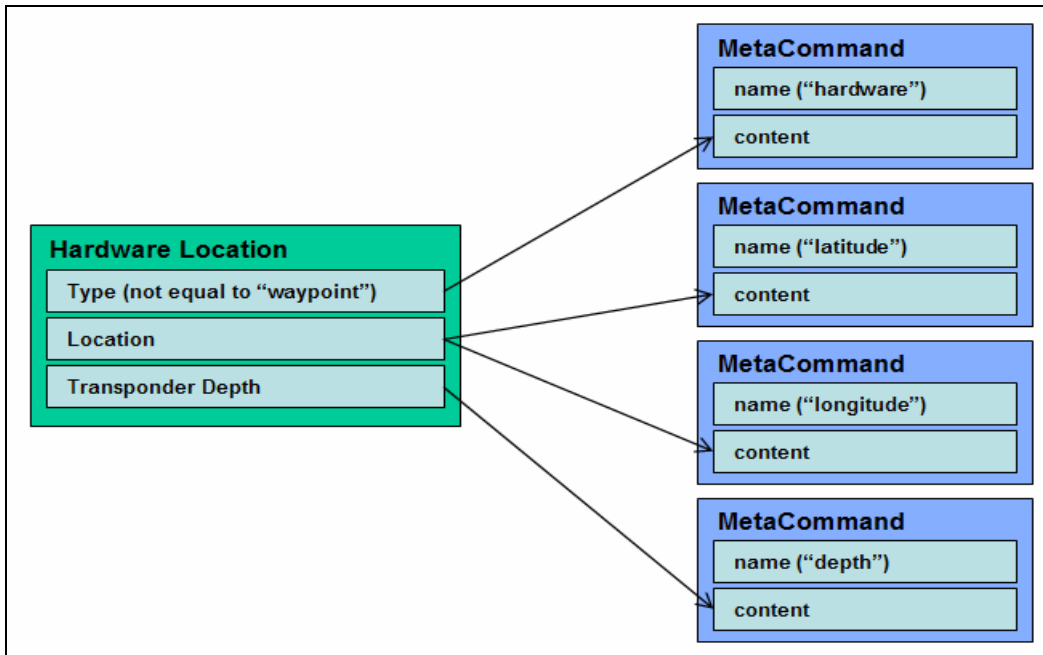 Hardware Location
Type (not equal to “waypoint”)
Location
Transponder Depth
MetaCommand
name (“hardware”)
content
MetaCommand
name (“latitude”)
content
MetaCommand
name (“longitude”)
content
MetaCommand
name (“depth”)
content